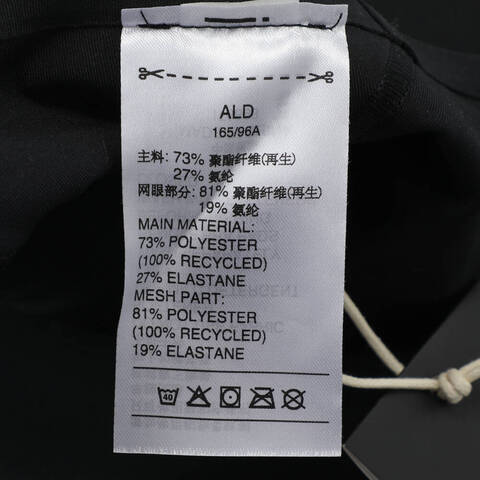 ALD
165/96A
主料: 73% 聚酯纤维(再生)
27% 氨纶
网眼部分: 81% 聚酯纤维(再生)
19% 氨纶
MAIN MATERIAL:
73% POLYESTER
(100% RECYCLED)
27% ELASTANE
MESH PART:
81% POLYESTER
(100% RECYCLED)
19% ELASTANE
40